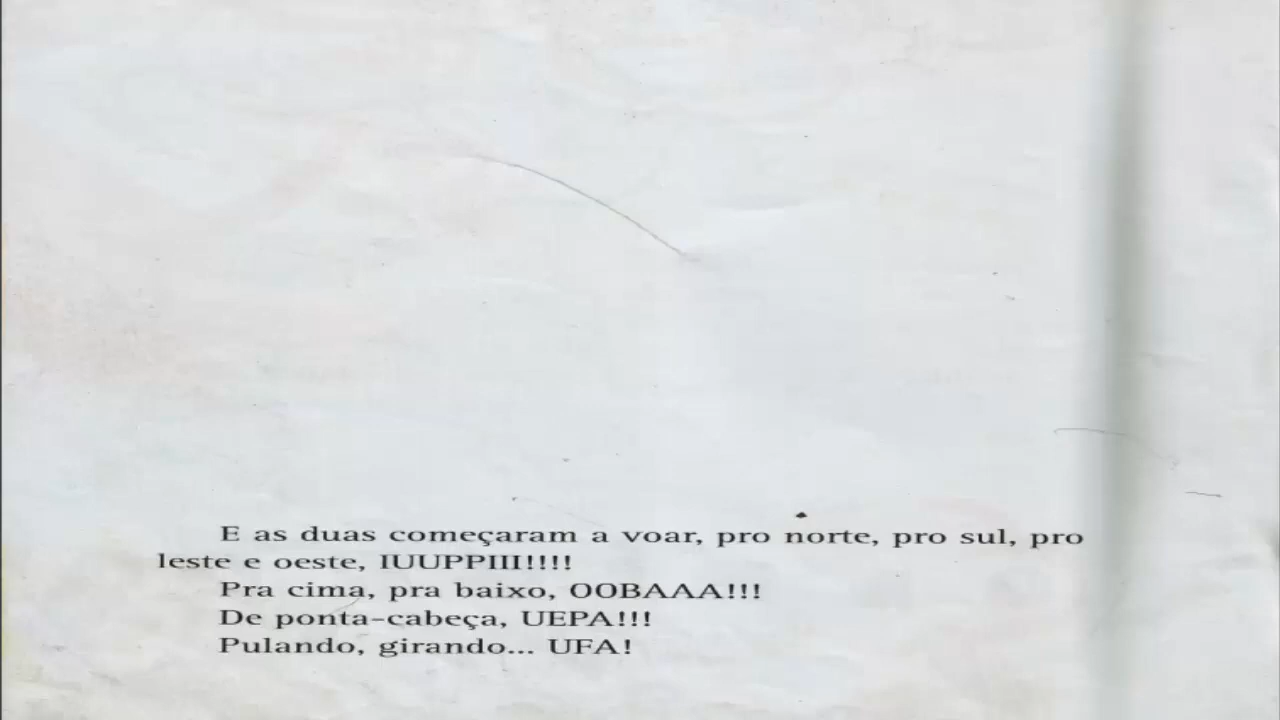 E as duas começaram a voar, pro norte, pro sul, pro
leste e oeste, IUUPPIII!!!!
Pra cima, pra baixo, OOBAAA!!!
De ponta-cabeça, UEPA!!!
Pulando, girando... UFA!